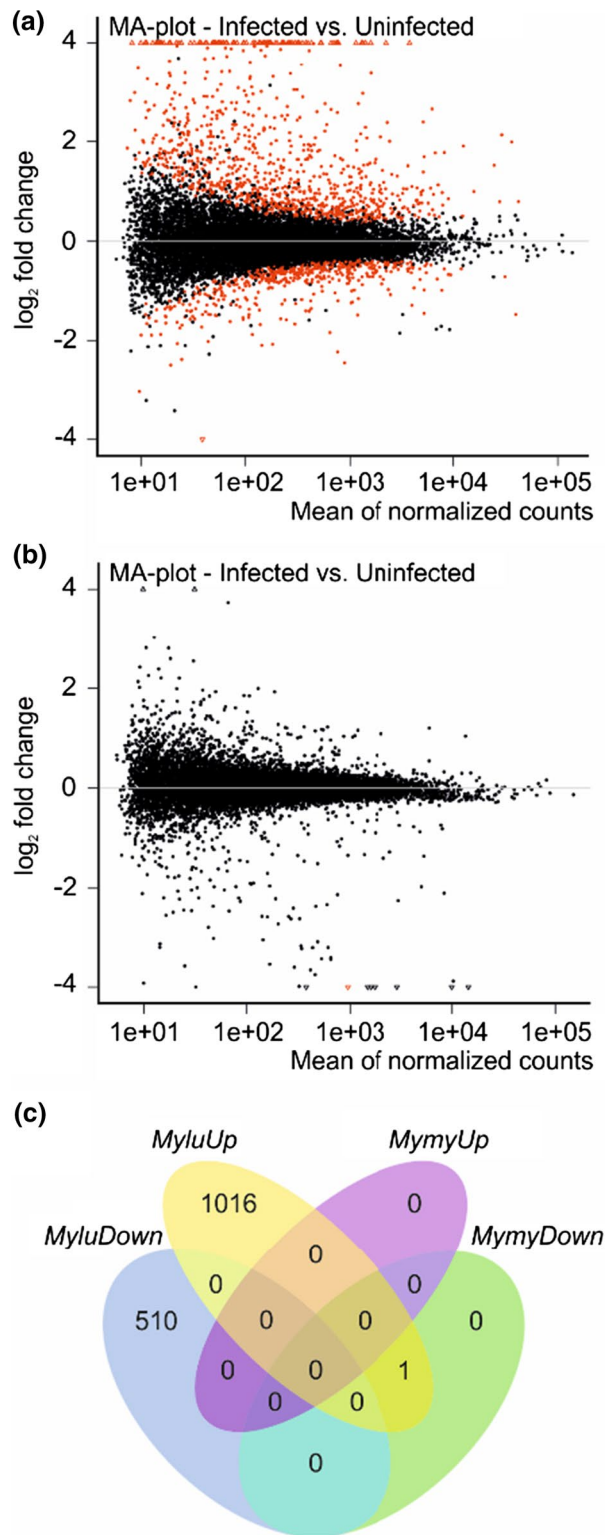 (a)
MA-plot - Infected vs. Uninfected
4
2
0
-2
-4
log₂ fold change
1e+01 1e+02 1e+03 1e+04 1e+05
Mean of normalized counts
(b)
MA-plot - Infected vs. Uninfected
4
2
0
-2
-4
log₂ fold change
1e+01 1e+02 1e+03 1e+04 1e+05
Mean of normalized counts
(c)
MyluUp MymyUp
MyluDown MymyDown
1016 0
0
0 0
510 0 0 0
0 0 1
0 0
0